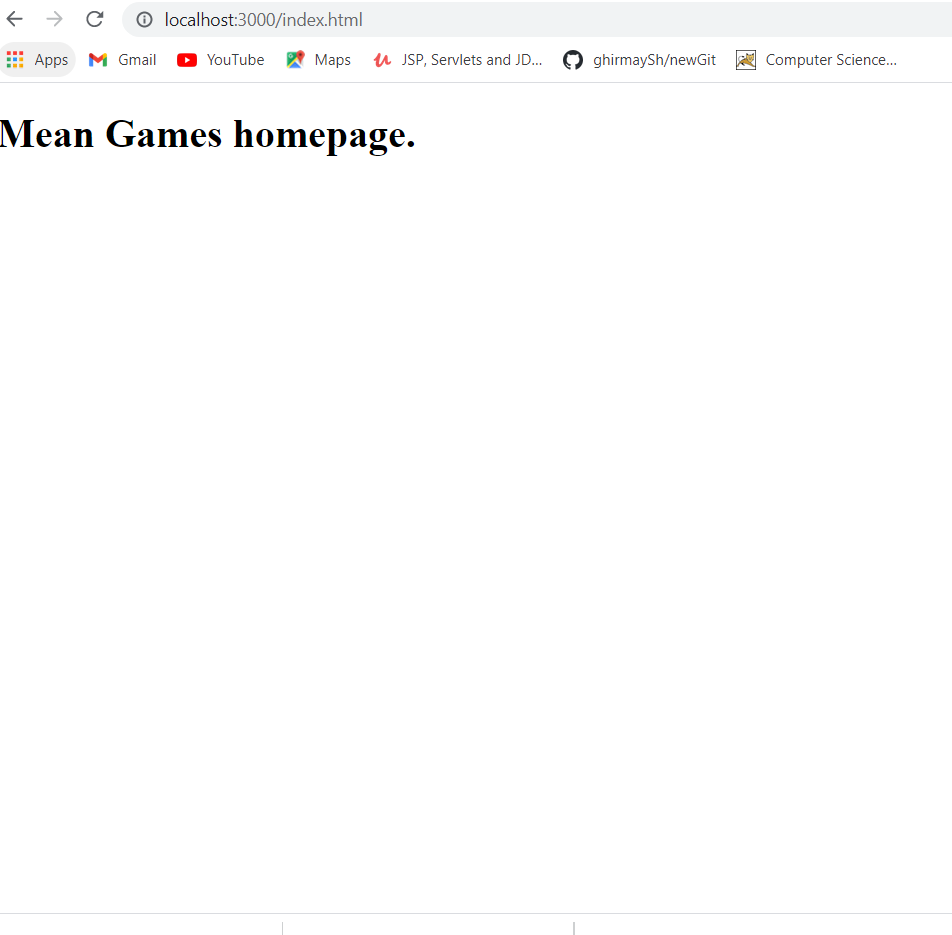 localhost:3000/index.html
Apps Gmail YouTube Maps JSP, Servlets and JD... ghirmaySh/newGit Computer Science...
Mean Games homepage.